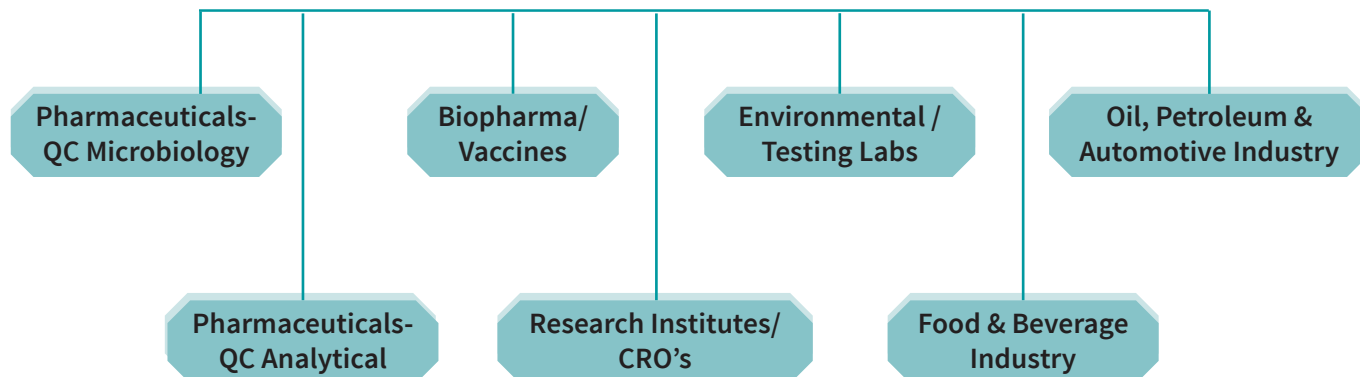 Pharmaceuticals-
QC Microbiology
Biopharma/
Vaccines
Environmental /
Testing Labs
Oil, Petroleum &
Automotive Industry
Pharmaceuticals-
QC Analytical
Research Institutes/
CRO's
Food & Beverage
Industry